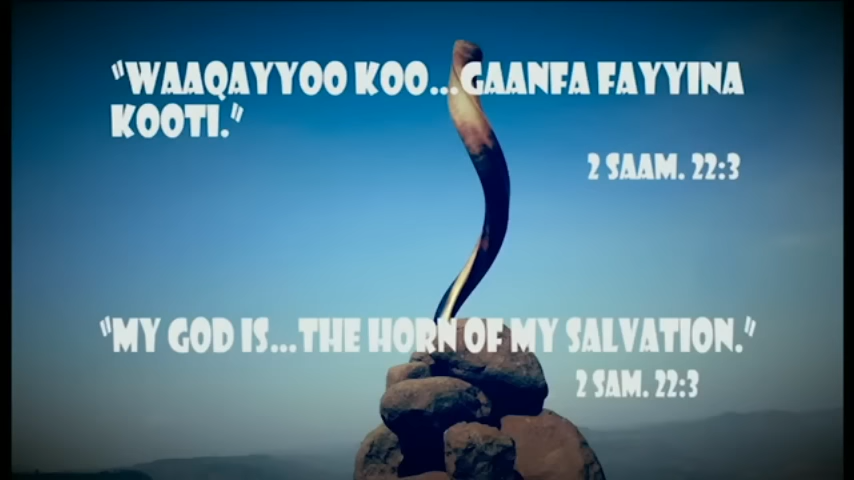 "WAAQAYYOO KOO...GAANFA FAYYINA
KOOTI."
2 SAAM. 22:3
"MY GOD IS...THE HORN OF MY SALVATION."
2 SAM. 22:3